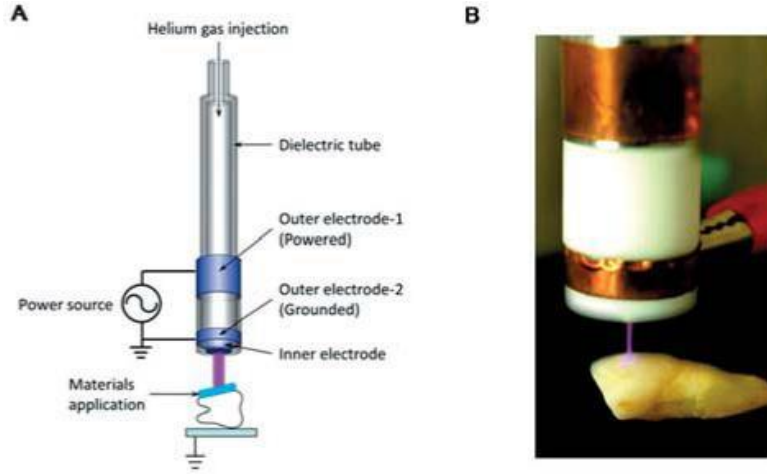 A
B
Helium gas injection
Dielectric tube
Outer electrode-1
(Powered)
Power source
Outer electrode-2
(Grounded)
Inner electrode
Materials
application